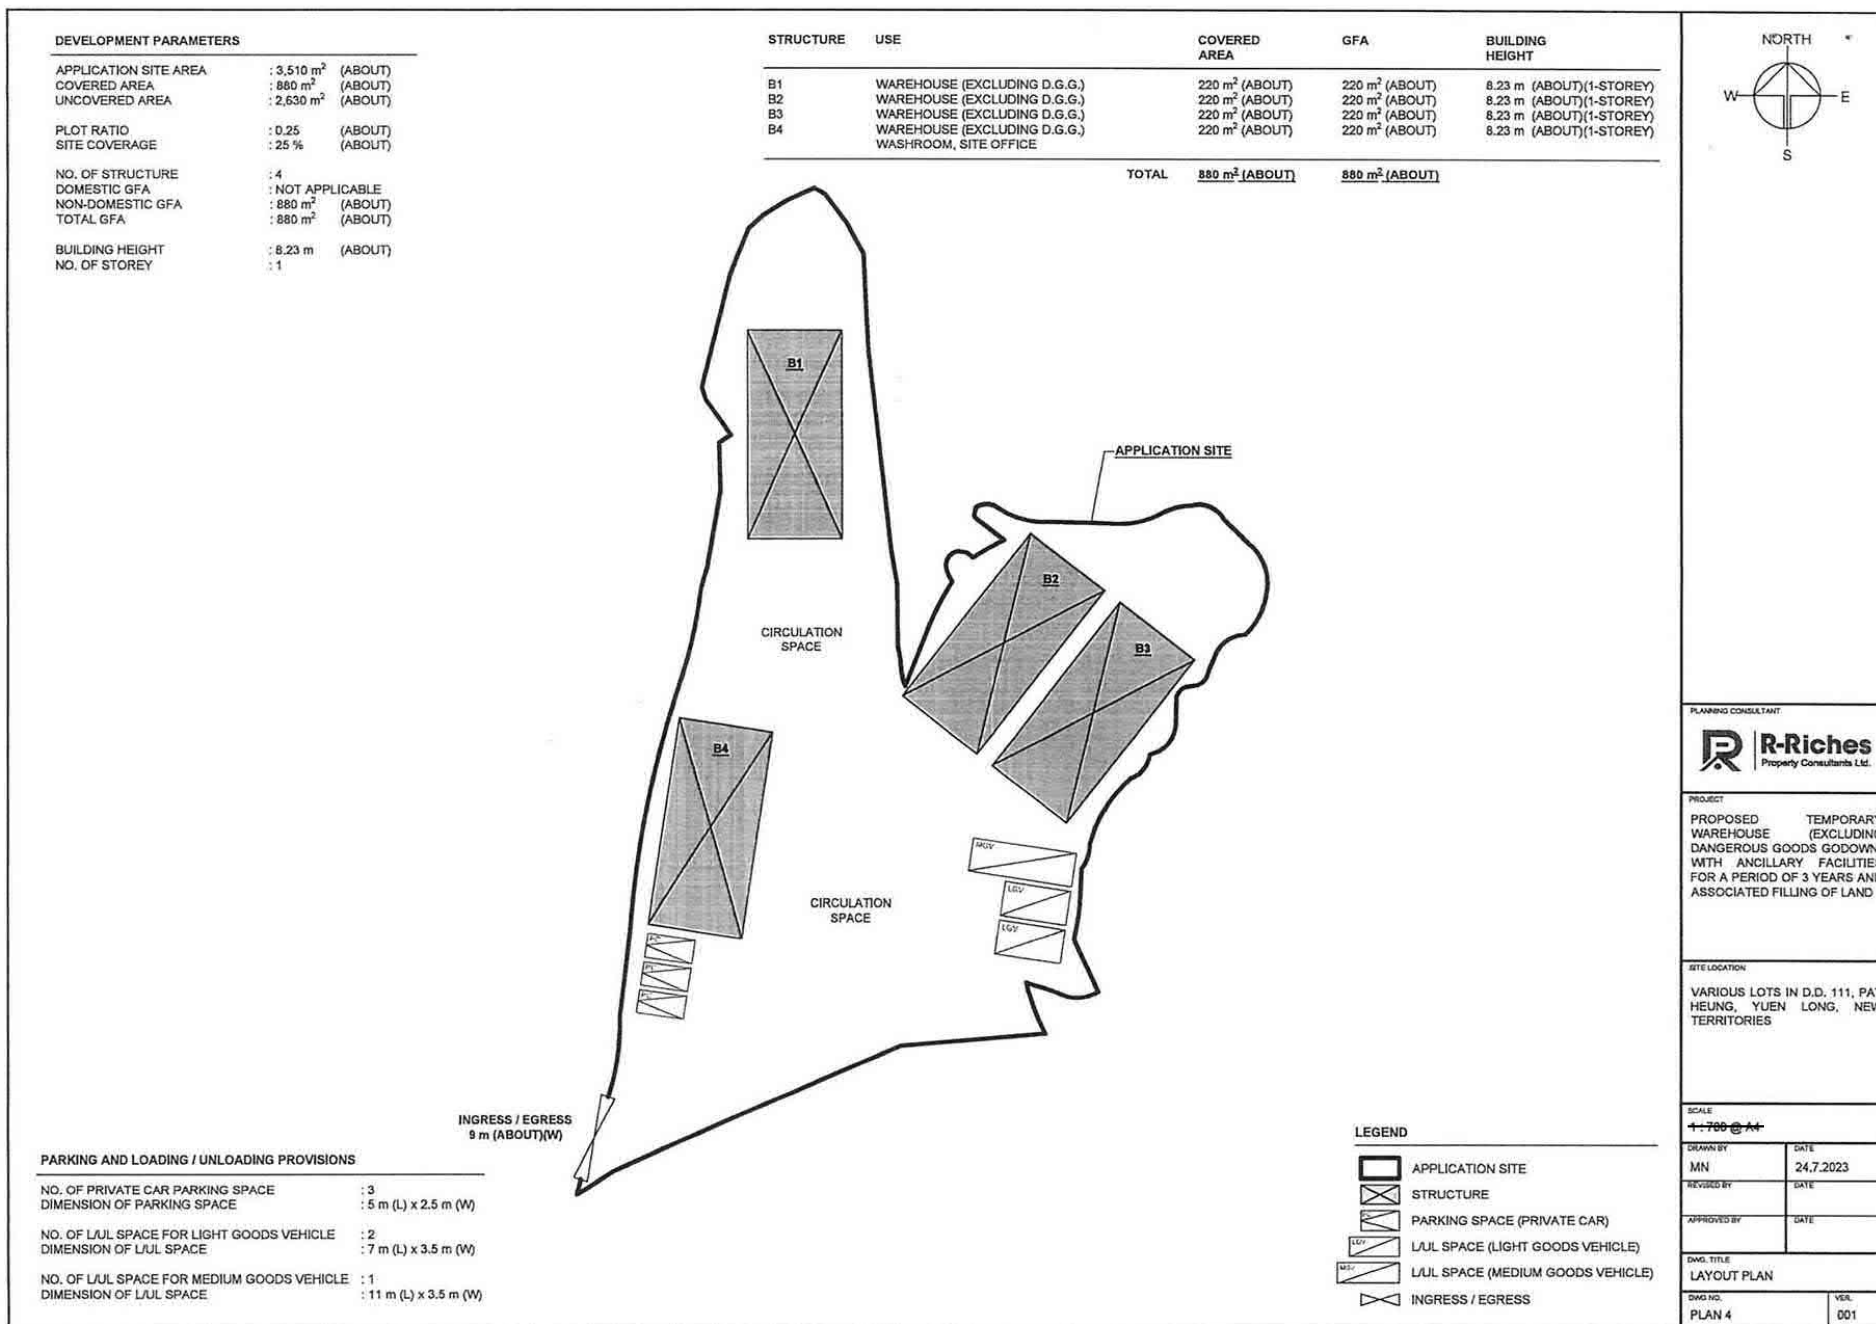 DEVELOPMENT PARAMETERS
APPLICATION SITE AREA : 3,510 m² (ABOUT)
COVERED AREA : 880 m² (ABOUT)
UNCOVERED AREA : 2,630 m² (ABOUT)
PLOT RATIO : 0.25 (ABOUT)
SITE COVERAGE : 25 % (ABOUT)
NO. OF STRUCTURE : 4
DOMESTIC GFA : NOT APPLICABLE
NON-DOMESTIC GFA : 880 m² (ABOUT)
TOTAL GFA : 880 m² (ABOUT)
BUILDING HEIGHT : 8.23 m (ABOUT)
NO. OF STOREY : 1
STRUCTURE USE COVERED AREA GFA BUILDING HEIGHT
B1 WAREHOUSE (EXCLUDING D.G.G.) 220 m² (ABOUT) 220 m² (ABOUT) 8.23 m (ABOUT)(1-STOREY)
B2 WAREHOUSE (EXCLUDING D.G.G.) 220 m² (ABOUT) 220 m² (ABOUT) 8.23 m (ABOUT)(1-STOREY)
B3 WAREHOUSE (EXCLUDING D.G.G.) 220 m² (ABOUT) 220 m² (ABOUT) 8.23 m (ABOUT)(1-STOREY)
B4 WAREHOUSE (EXCLUDING D.G.G.) 220 m² (ABOUT) 220 m² (ABOUT) 8.23 m (ABOUT)(1-STOREY)
WASHROOM, SITE OFFICE
TOTAL 880 m² (ABOUT) 880 m² (ABOUT)
NORTH
W E
S
B1
APPLICATION SITE
B2
CIRCULATION
SPACE
B3
B4
MGV
LGV
CIRCULATION
SPACE
LGV
PC
PC
PC
INGRESS / EGRESS
9 m (ABOUT)(W)
PARKING AND LOADING / UNLOADING PROVISIONS
NO. OF PRIVATE CAR PARKING SPACE : 3
DIMENSION OF PARKING SPACE : 5 m (L) x 2.5 m (W)
NO. OF L/UL SPACE FOR LIGHT GOODS VEHICLE : 2
DIMENSION OF L/UL SPACE : 7 m (L) x 3.5 m (W)
NO. OF L/UL SPACE FOR MEDIUM GOODS VEHICLE : 1
DIMENSION OF L/UL SPACE : 11 m (L) x 3.5 m (W)
LEGEND
APPLICATION SITE
STRUCTURE
PC PARKING SPACE (PRIVATE CAR)
LGV L/UL SPACE (LIGHT GOODS VEHICLE)
MGV L/UL SPACE (MEDIUM GOODS VEHICLE)
INGRESS / EGRESS
PLANNING CONSULTANT
R-Riches
Property Consultants Ltd.
PROJECT
PROPOSED TEMPORARY
WAREHOUSE (EXCLUDING
DANGEROUS GOODS GODOWN
WITH ANCILLARY FACILITIES
FOR A PERIOD OF 3 YEARS AND
ASSOCIATED FILLING OF LAND
SITE LOCATION
VARIOUS LOTS IN D.D. 111, PAT
HEUNG, YUEN LONG, NEW
TERRITORIES
SCALE
1 : 700 @ A4
DRAWN BY DATE
MN 24.7.2023
REVISED BY DATE
APPROVED BY DATE
DWG. TITLE
LAYOUT PLAN
DWG NO. VER.
PLAN 4 001